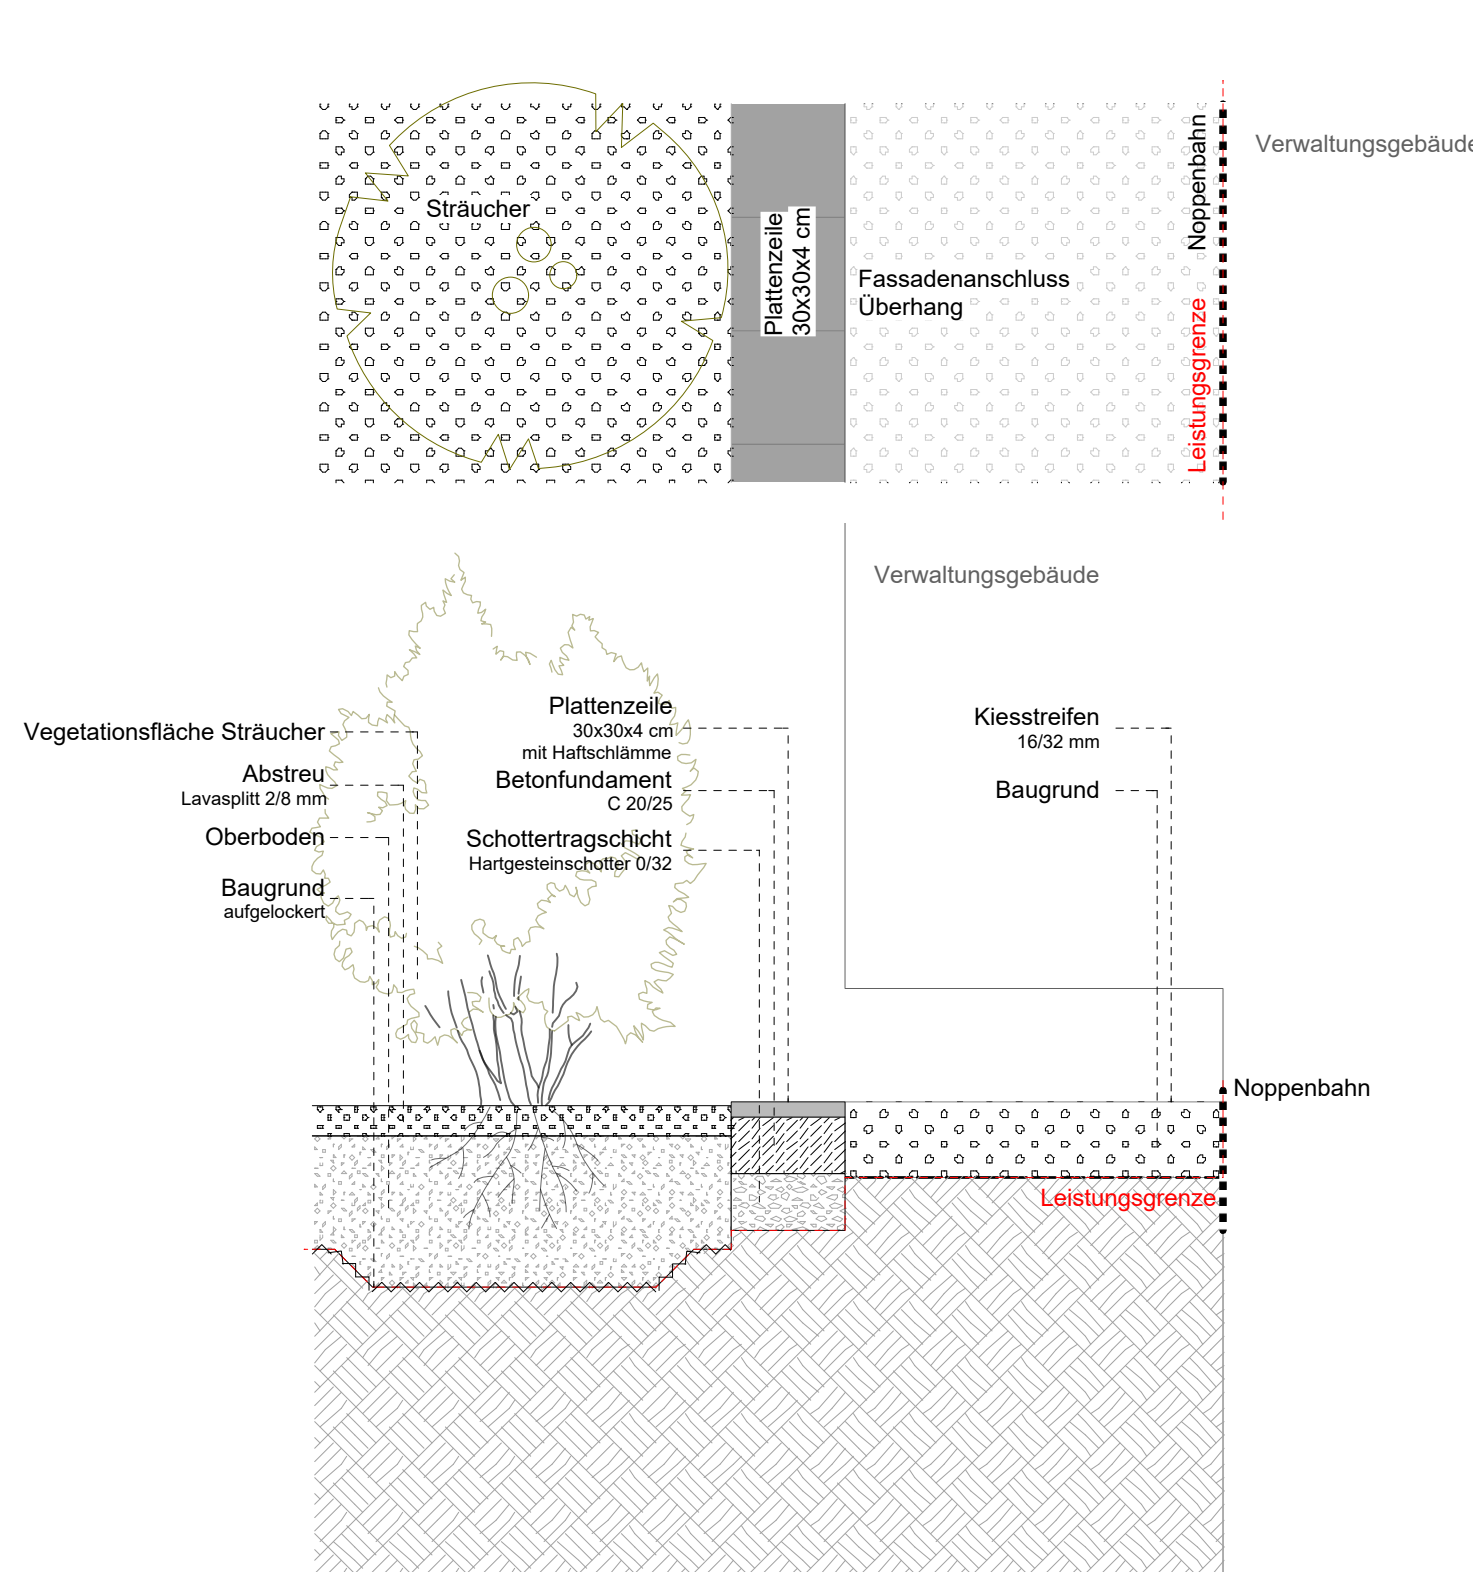 Verwaltungsgebäude
Noppenbahn
Sträucher
Plattenzeile
30x30x4 cm
Fassadenanschluss
Überhang
Leistungsgrenze
Verwaltungsgebäude
Vegetationsfläche Sträucher
Abstreu
Lavasplitt 2/8 mm
Oberboden
Baugrund
aufgelockert
Plattenzeile
30x30x4 cm
mit Haftschlämme
Betonfundament
C 20/25
Schottertragschicht
Hartgesteinschotter 0/32
Kiesstreifen
16/32 mm
Baugrund
Noppenbahn
Leistungsgrenze